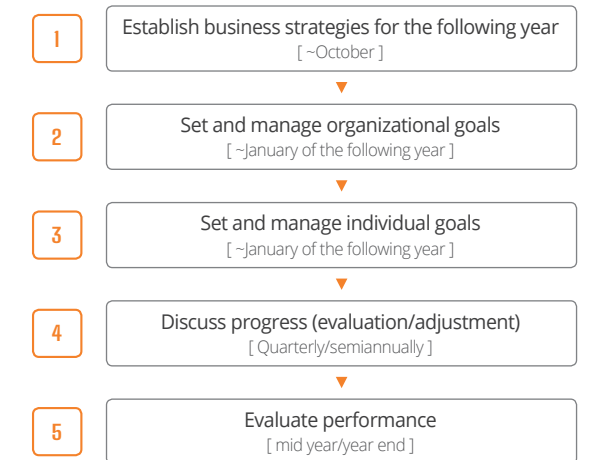 1
Establish business strategies for the following year
[ ~October ]
2
Set and manage organizational goals
[ ~January of the following year ]
3
Set and manage individual goals
[ ~January of the following year ]
4
Discuss progress (evaluation/adjustment)
[ Quarterly/semiannually ]
5
Evaluate performance
[ mid year/year end ]